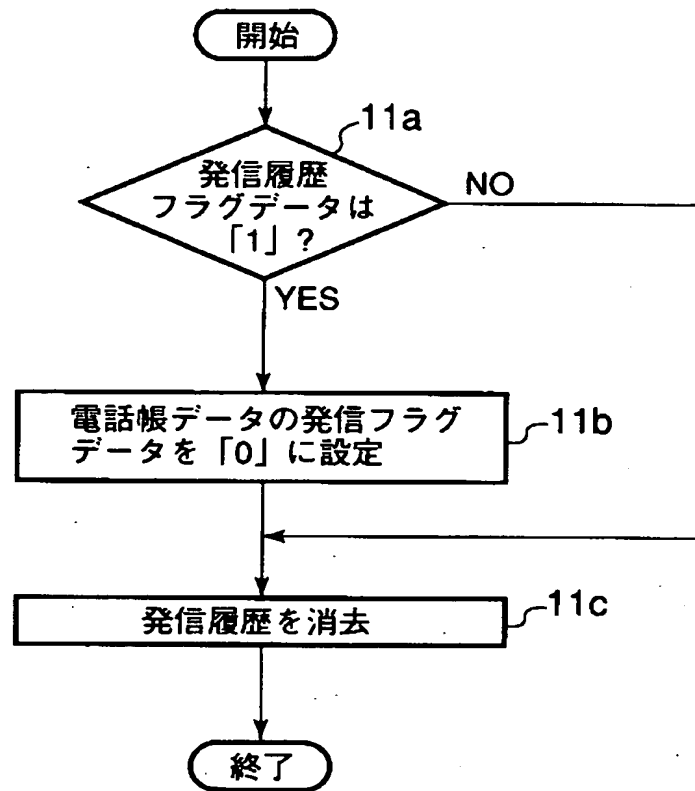 開始
11a
発信履歴
フラグデータは
「1」?
NO
YES
電話帳データの発信フラグ
データを「0」に設定
11b
発信履歴を消去
11c
終了